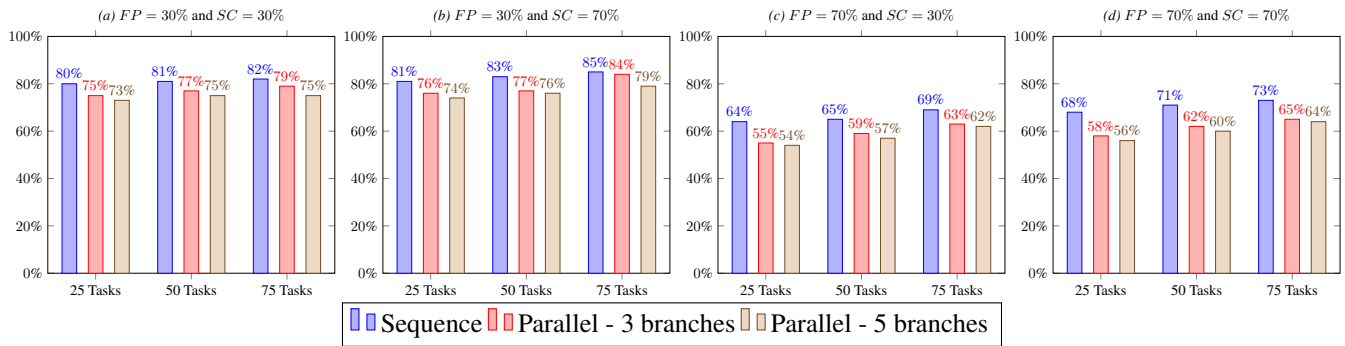 (a) FP = 30% and SC = 30%
80% 75% 73% 81% 77% 75% 82% 79% 75%
0% 20% 40% 60% 80% 100%
25 Tasks 50 Tasks 75 Tasks
(b) FP = 30% and SC = 70%
81% 76% 74% 83% 77% 76% 85% 84% 79%
0% 20% 40% 60% 80% 100%
25 Tasks 50 Tasks 75 Tasks
(c) FP = 70% and SC = 30%
64% 55% 54% 65% 59% 57% 69% 63% 62%
0% 20% 40% 60% 80% 100%
25 Tasks 50 Tasks 75 Tasks
(d) FP = 70% and SC = 70%
68% 58% 56% 71% 62% 60% 73% 65% 64%
0% 20% 40% 60% 80% 100%
25 Tasks 50 Tasks 75 Tasks
Sequence Parallel - 3 branches Parallel - 5 branches